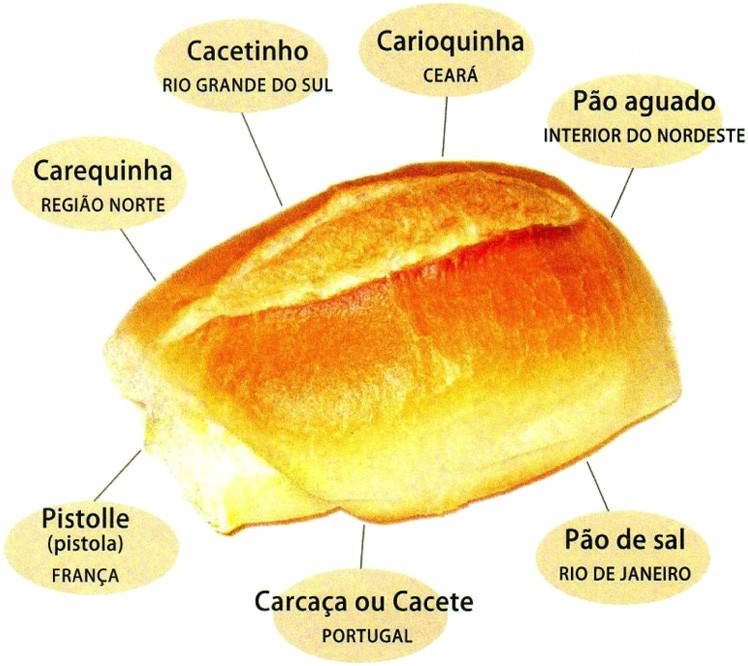 Cacetinho
RIO GRANDE DO SUL
Carioquinha
CEARÁ
Pão aguado
INTERIOR DO NORDESTE
Carequinha
REGIÃO NORTE
Pistolle
(pistola)
FRANÇA
Carcaça ou Cacete
PORTUGAL
Pão de sal
RIO DE JANEIRO